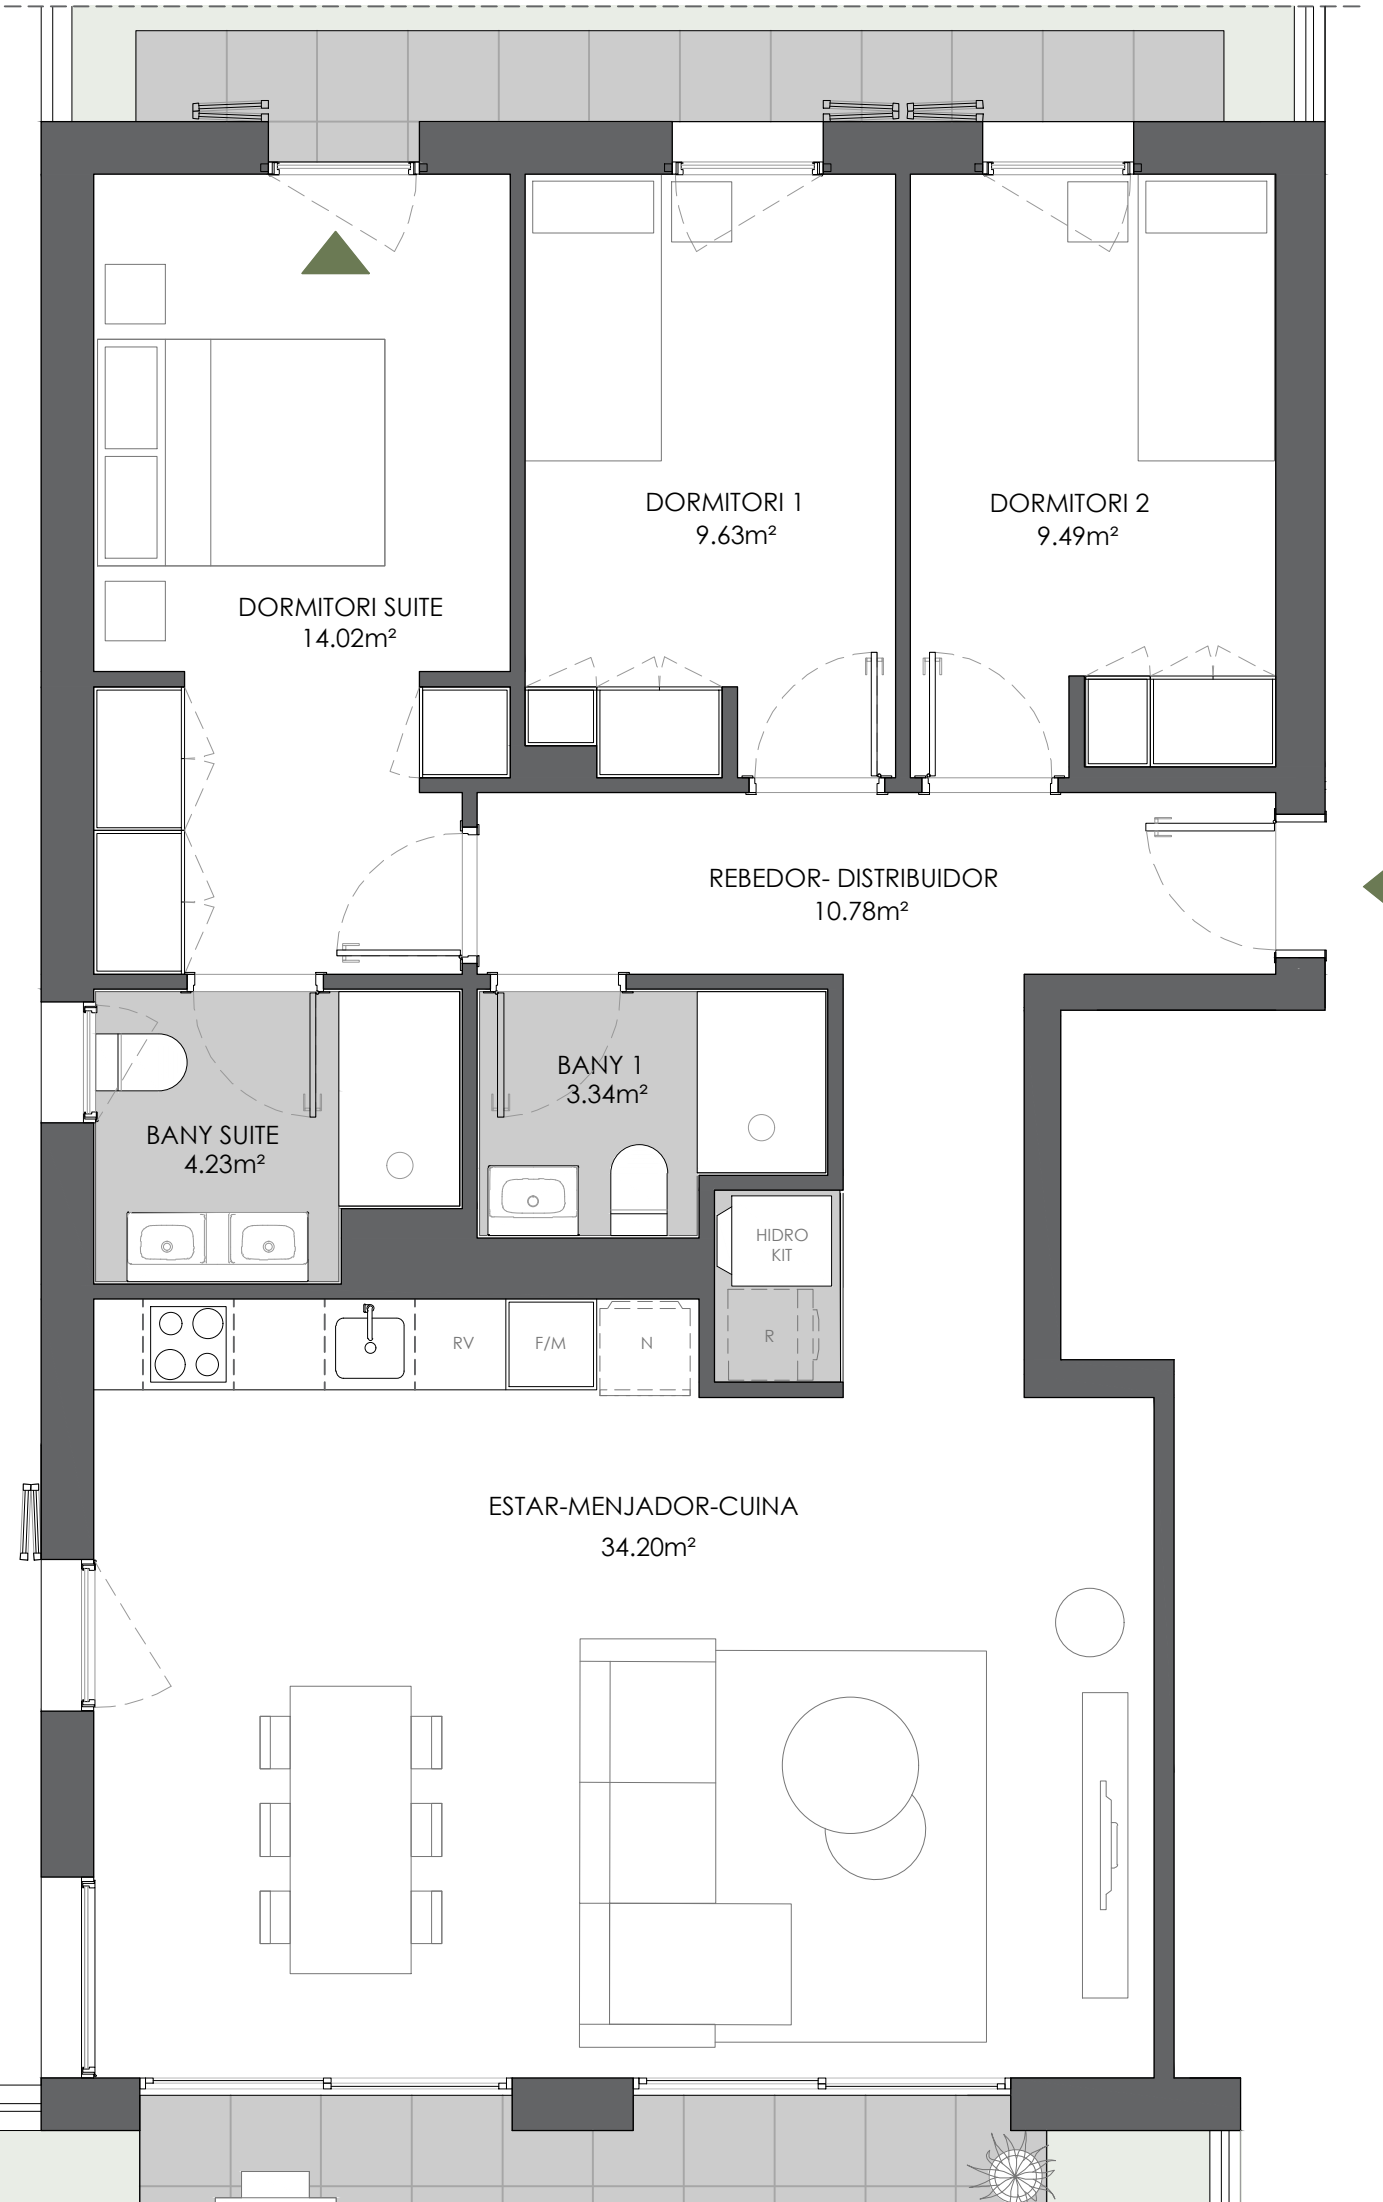 DORMITORI 1
9.63m²
DORMITORI 2
9.49m²
DORMITORI SUITE
14.02m²
REBEDOR- DISTRIBUIDOR
10.78m²
BANY 1
3.34m²
BANY SUITE
4.23m²
HIDRO
KIT
R
RV
F/M
N
ESTAR-MENJADOR-CUINA
34.20m²